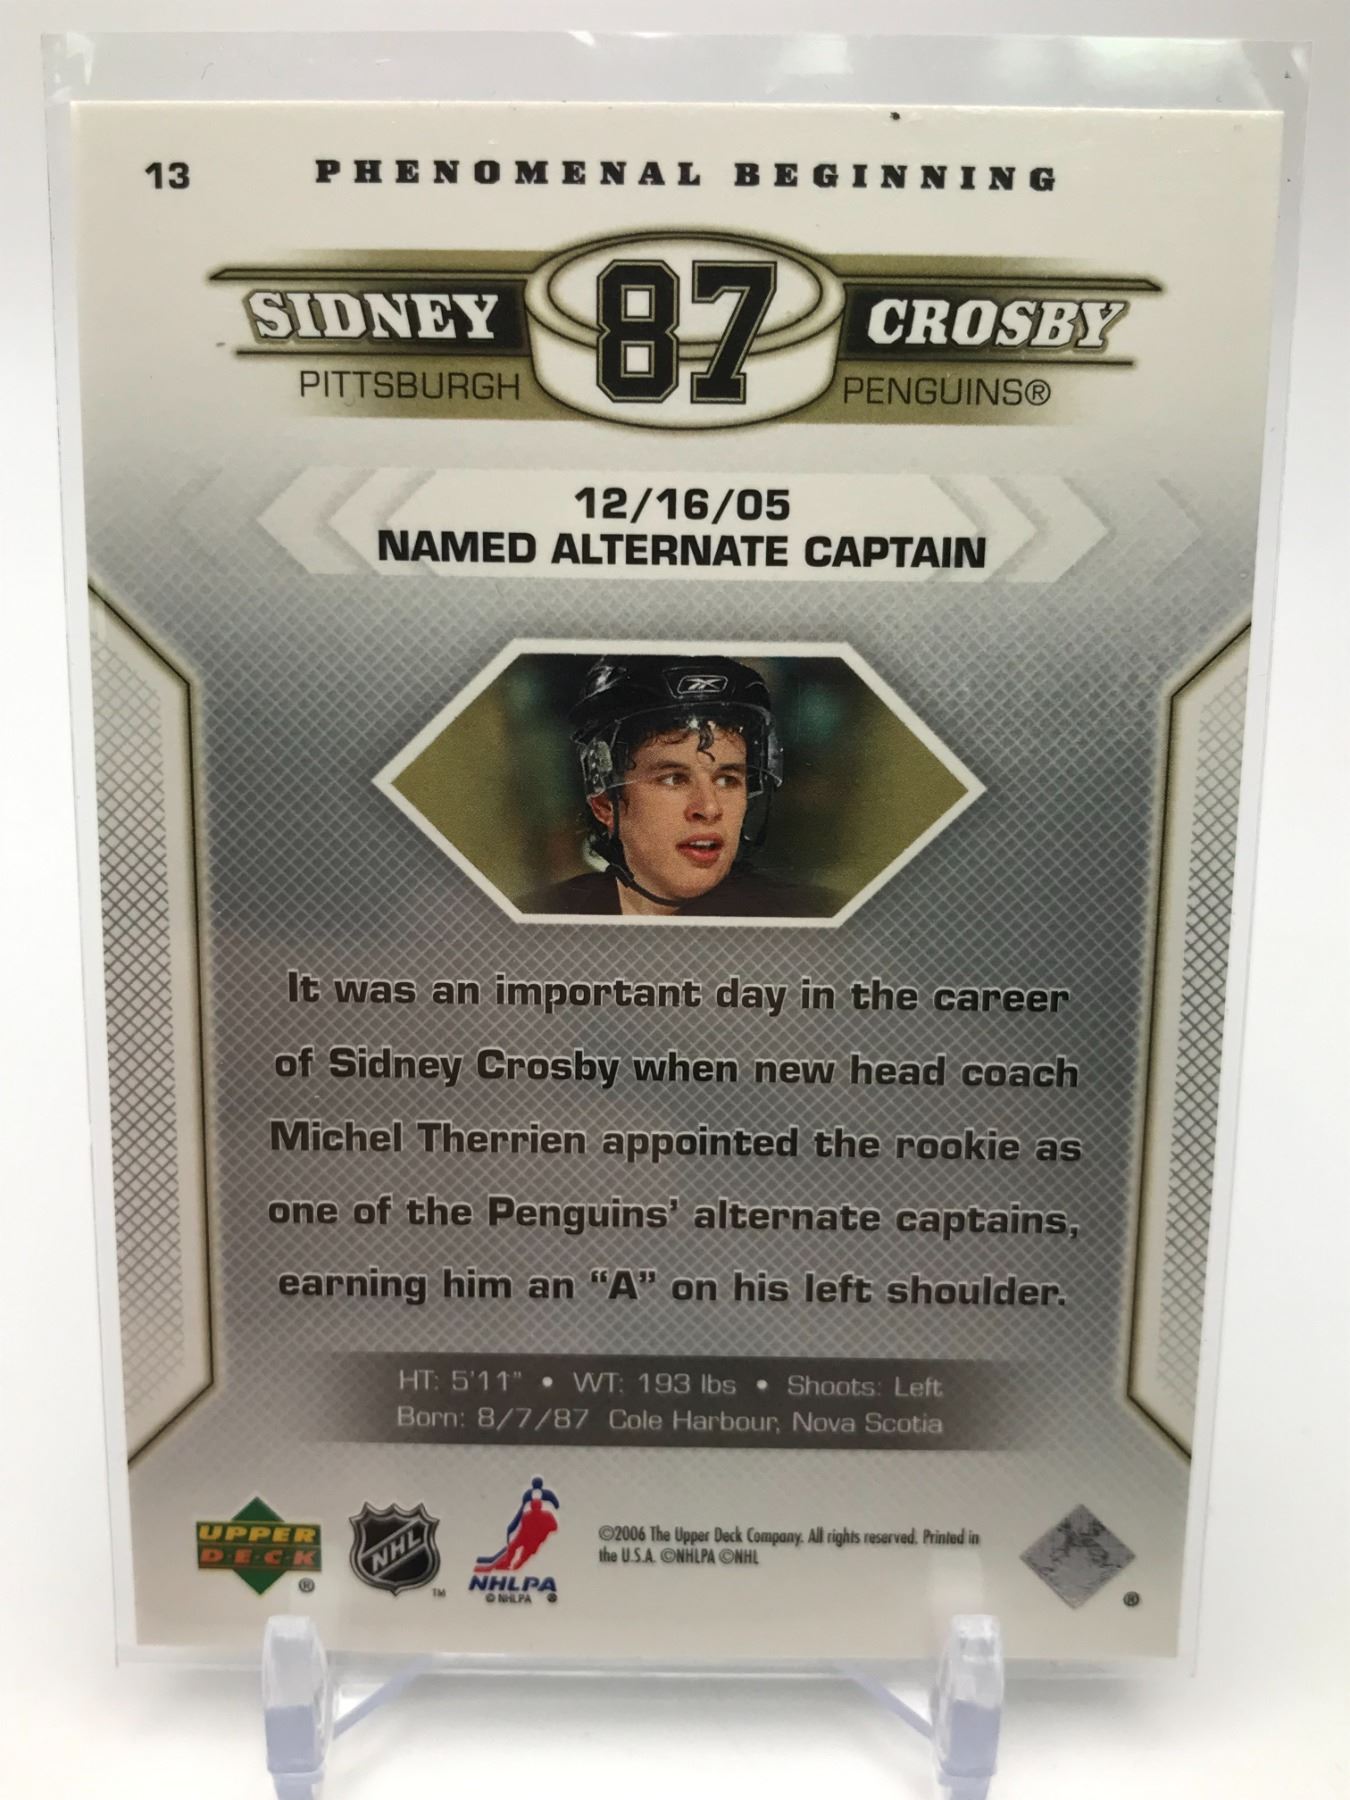 13 PHENOMENAL BEGINNING
SIDNEY 87 CROSBY
PITTSBURGH PENGUINS®
12/16/05
NAMED ALTERNATE CAPTAIN
It was an important day in the career
of Sidney Crosby when new head coach
Michel Therrien appointed the rookie as
one of the Penguins' alternate captains,
earning him an “A” on his left shoulder.
HT: 5'11" • WT: 193 lbs • Shoots: Left
Born: 8/7/87 Cole Harbour, Nova Scotia
UPPER
D·E·C·K ®
NHL TM
NHLPA
© NHLPA ®
©2006 The Upper Deck Company. All rights reserved. Printed in
the U.S.A. ©NHLPA ©NHL
®